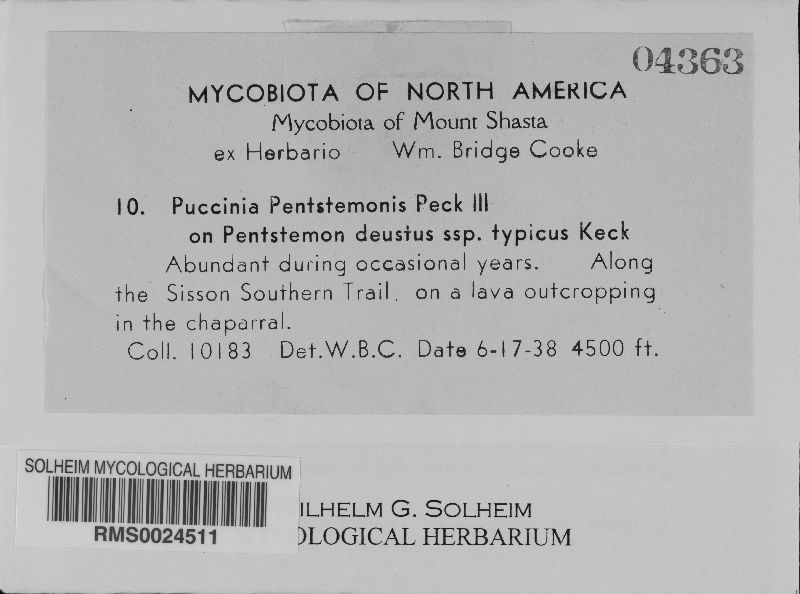 04363
MYCOBIOTA OF NORTH AMERICA
Mycobiota of Mount Shasta
ex Herbario Wm. Bridge Cooke
10. Puccinia Pentstemonis Peck III
on Pentstemon deustus ssp. typicus Keck
Abundant during occasional years. Along
the Sisson Southern Trail, on a lava outcropping
in the chaparral.
Coll. 10183 Det.W.B.C. Date 6-17-38 4500 ft.
SOLHEIM MYCOLOGICAL HERBARIUM
RMS0024511
ILHELM G. SOLHEIM
OLOGICAL HERBARIUM